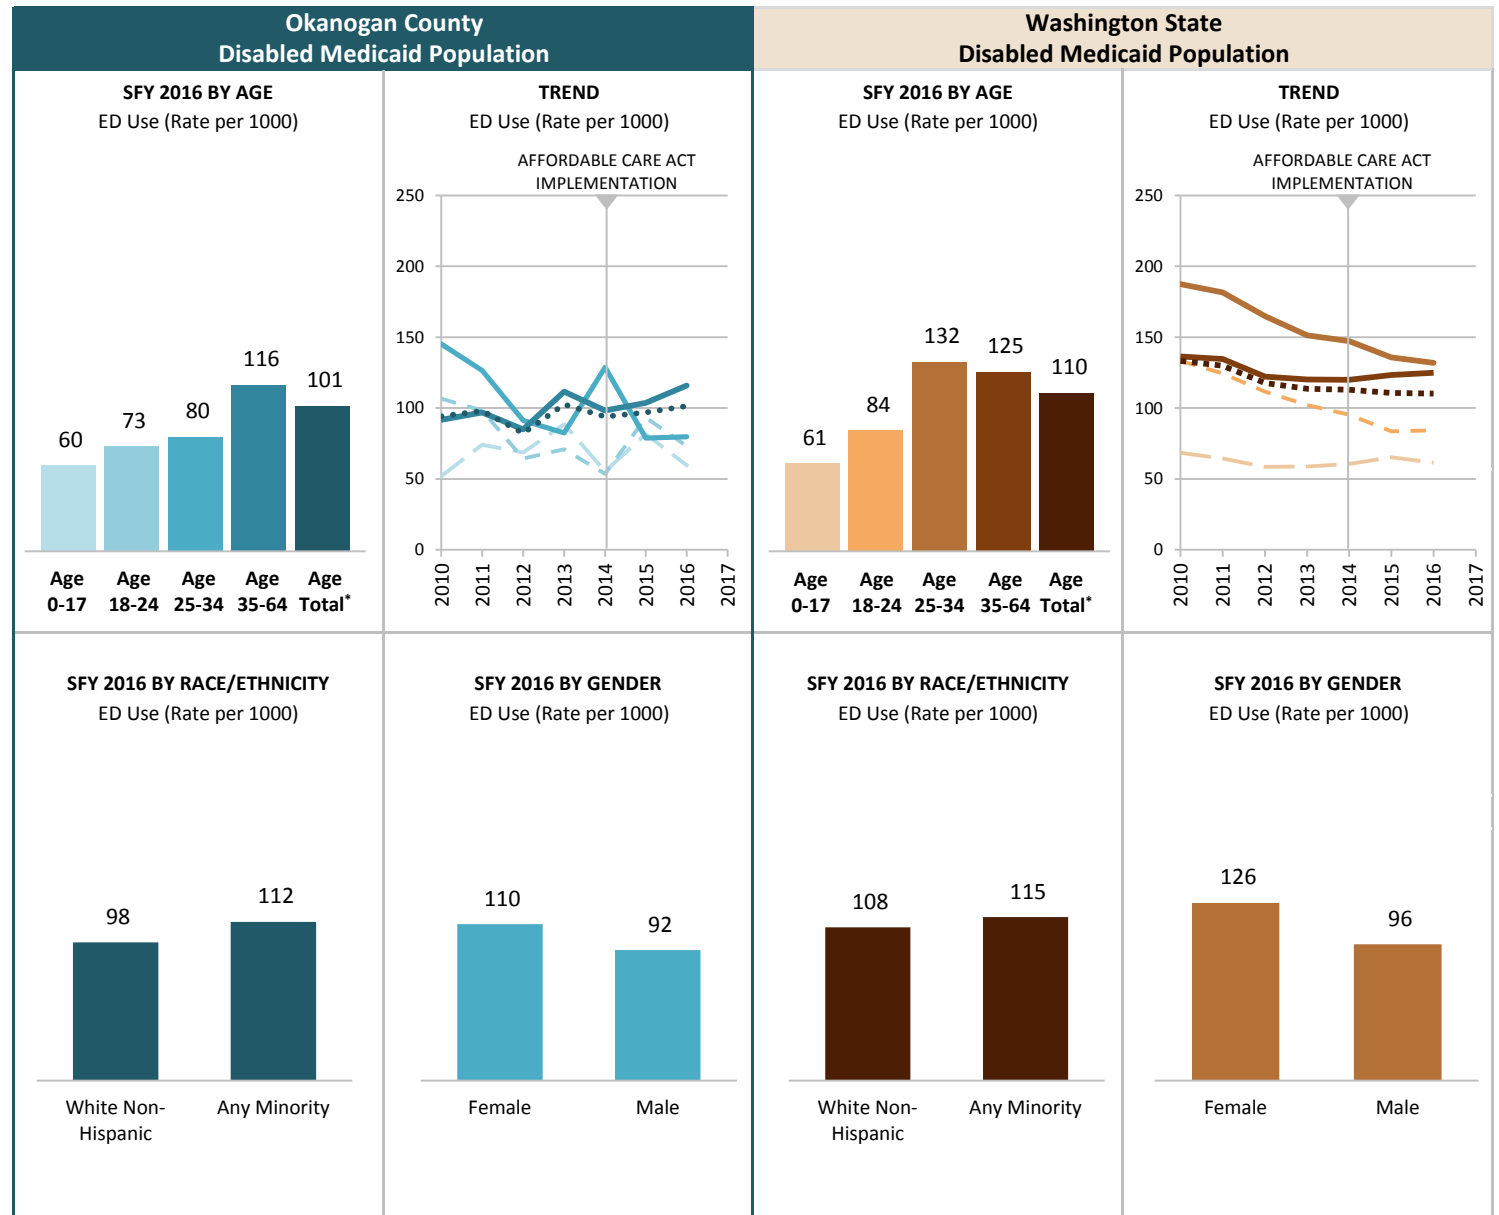 Okanogan County
Disabled Medicaid Population
Washington State
Disabled Medicaid Population
SFY 2016 BY AGE
ED Use (Rate per 1000)
60
73
80
116
101
Age
0-17
Age
18-24
Age
25-34
Age
35-64
Age
Total*
TREND
ED Use (Rate per 1000)
AFFORDABLE CARE ACT
IMPLEMENTATION
250
200
150
100
50
0
2010
2011
2012
2013
2014
2015
2016
2017
SFY 2016 BY AGE
ED Use (Rate per 1000)
61
84
132
125
110
Age
0-17
Age
18-24
Age
25-34
Age
35-64
Age
Total*
TREND
ED Use (Rate per 1000)
AFFORDABLE CARE ACT
IMPLEMENTATION
250
200
150
100
50
0
2010
2011
2012
2013
2014
2015
2016
2017
SFY 2016 BY RACE/ETHNICITY
ED Use (Rate per 1000)
98
112
White Non-
Hispanic
Any Minority
SFY 2016 BY GENDER
ED Use (Rate per 1000)
110
92
Female
Male
SFY 2016 BY RACE/ETHNICITY
ED Use (Rate per 1000)
108
115
White Non-
Hispanic
Any Minority
SFY 2016 BY GENDER
ED Use (Rate per 1000)
126
96
Female
Male